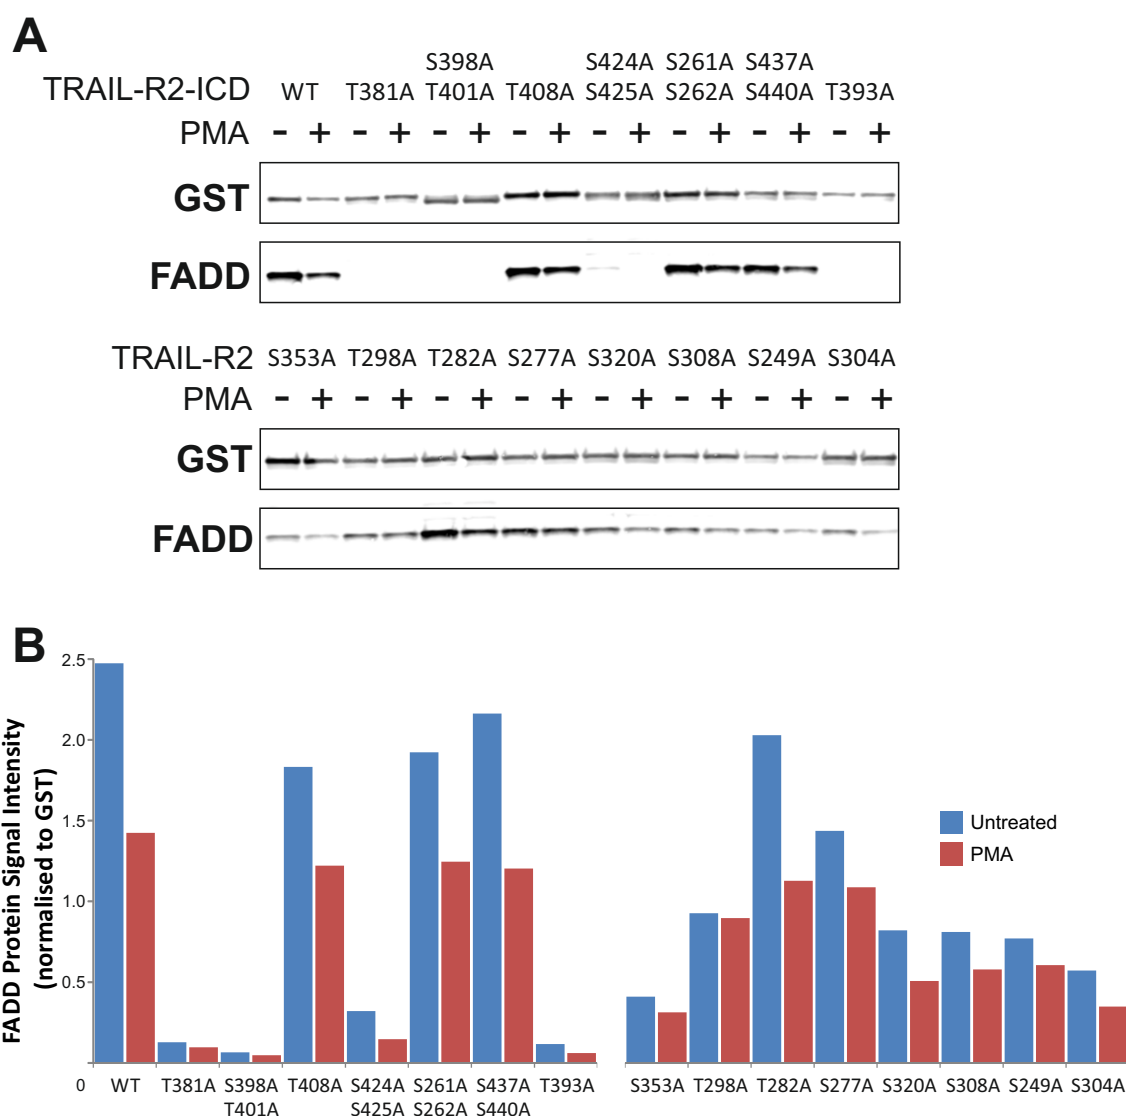 A
S398A S424A S261A S437A
TRAIL-R2-ICD WT T381A T401A T408A S425A S262A S440A T393A
PMA - + - + - + - + - + - + - + - +
GST
FADD
TRAIL-R2 S353A T298A T282A S277A S320A S308A S249A S304A
PMA - + - + - + - + - + - + - + - +
GST
FADD
B
FADD Protein Signal Intensity
(normalised to GST)
2.5
2.0
1.5
1.0
0.5
0
Untreated
PMA
WT T381A S398A T408A S424A S261A S437A T393A S353A T298A T282A S277A S320A S308A S249A S304A
T401A S425A S262A S440A